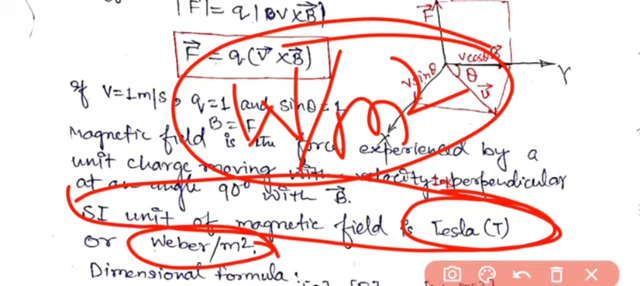 |F| = q|BV×B|
F⃗ = q(V⃗ ×B⃗)
If V=1m/s, q=1 and sinθ=1
B = F
W/m²
Magnetic field is the force experienced by a
unit charge moving with velocity perpendicular
at an angle 90° with B⃗.
SI unit of magnetic field is Tesla (T)
or Weber/m².
Dimensional formula:
F⃗
vcosθ
θ
v⃗
vsinθ
Y
X